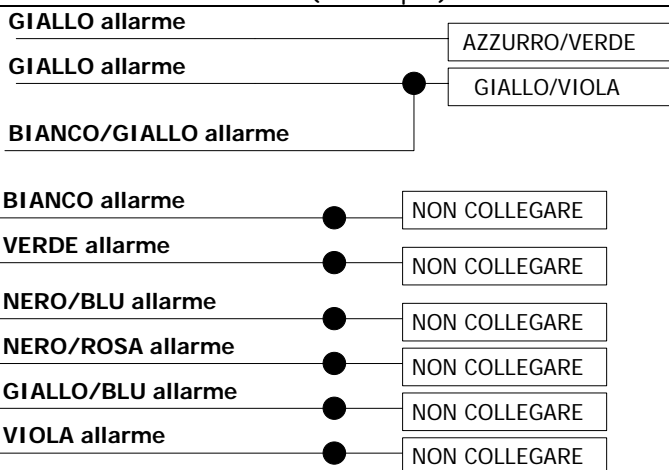 GIALLO allarme
AZZURRO/VERDE
GIALLO allarme
GIALLO/VIOLA
BIANCO/GIALLO allarme
BIANCO allarme
NON COLLEGARE
VERDE allarme
NON COLLEGARE
NERO/BLU allarme
NON COLLEGARE
NERO/ROSA allarme
NON COLLEGARE
GIALLO/BLU allarme
NON COLLEGARE
VIOLA allarme
NON COLLEGARE